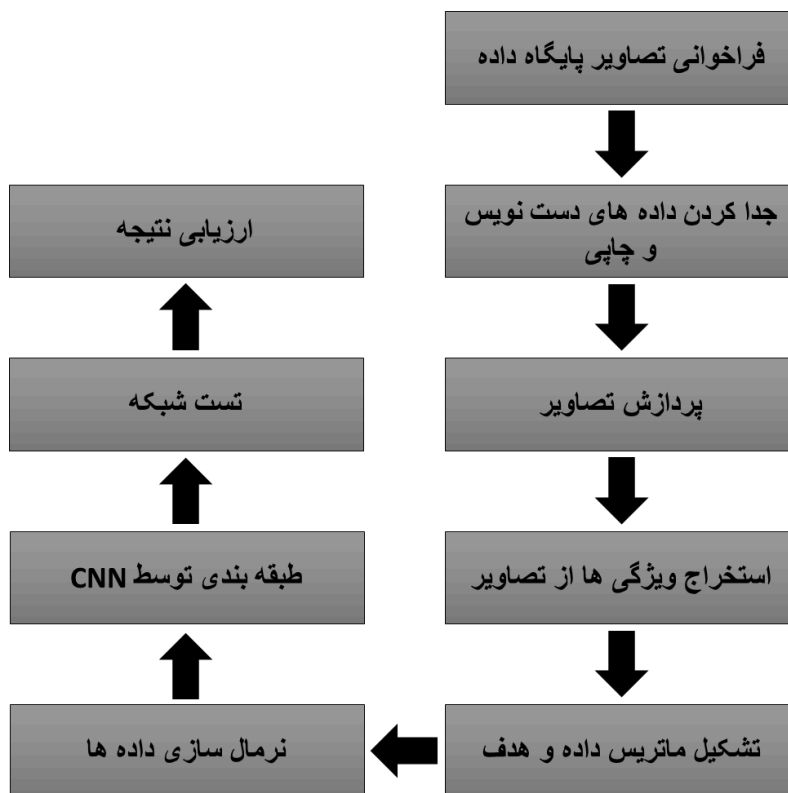 فراخوانی تصاویر پایگاه داده
جدا کردن داده های دست نویس
و چاپی
پردازش تصاویر
استخراج ویژگی ها از تصاویر
تشکیل ماتریس داده و هدف
نرمال سازی داده ها
طبقه بندی توسط CNN
تست شبکه
ارزیابی نتیجه